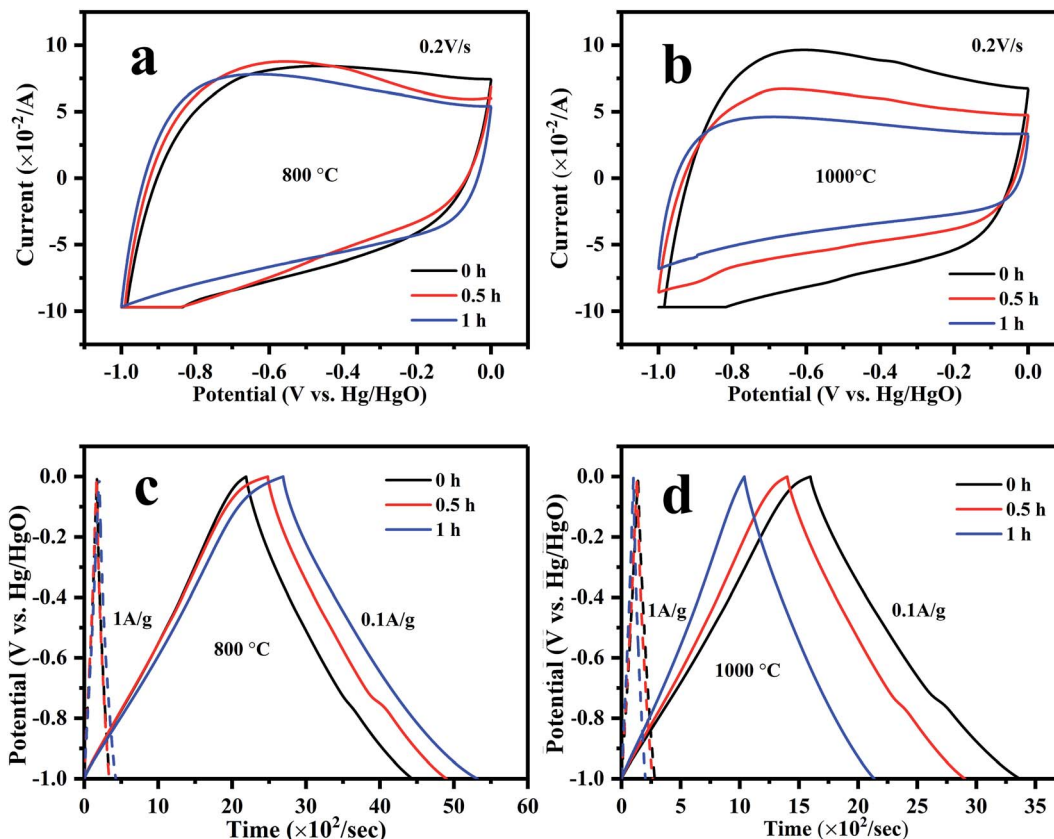 a
0.2V/s
10
5
0
-5
-10
Current (×10⁻²/A)
800 °C
0 h
0.5 h
1 h
-1.0 -0.8 -0.6 -0.4 -0.2 0.0
Potential (V vs. Hg/HgO)
b
0.2V/s
10
5
0
-5
-10
Current (×10⁻²/A)
1000°C
0 h
0.5 h
1 h
-1.0 -0.8 -0.6 -0.4 -0.2 0.0
Potential (V vs. Hg/HgO)
c
0 h
0.5 h
1 h
0.0
-0.2
-0.4
-0.6
-0.8
-1.0
Potential (V vs. Hg/HgO)
1A/g
0.1A/g
800 °C
0 10 20 30 40 50 60
Time (×10²/sec)
d
0 h
0.5 h
1 h
0.0
-0.2
-0.4
-0.6
-0.8
-1.0
Potential (V vs. Hg/HgO)
1A/g
0.1A/g
1000 °C
0 5 10 15 20 25 30 35
Time (×10²/sec)